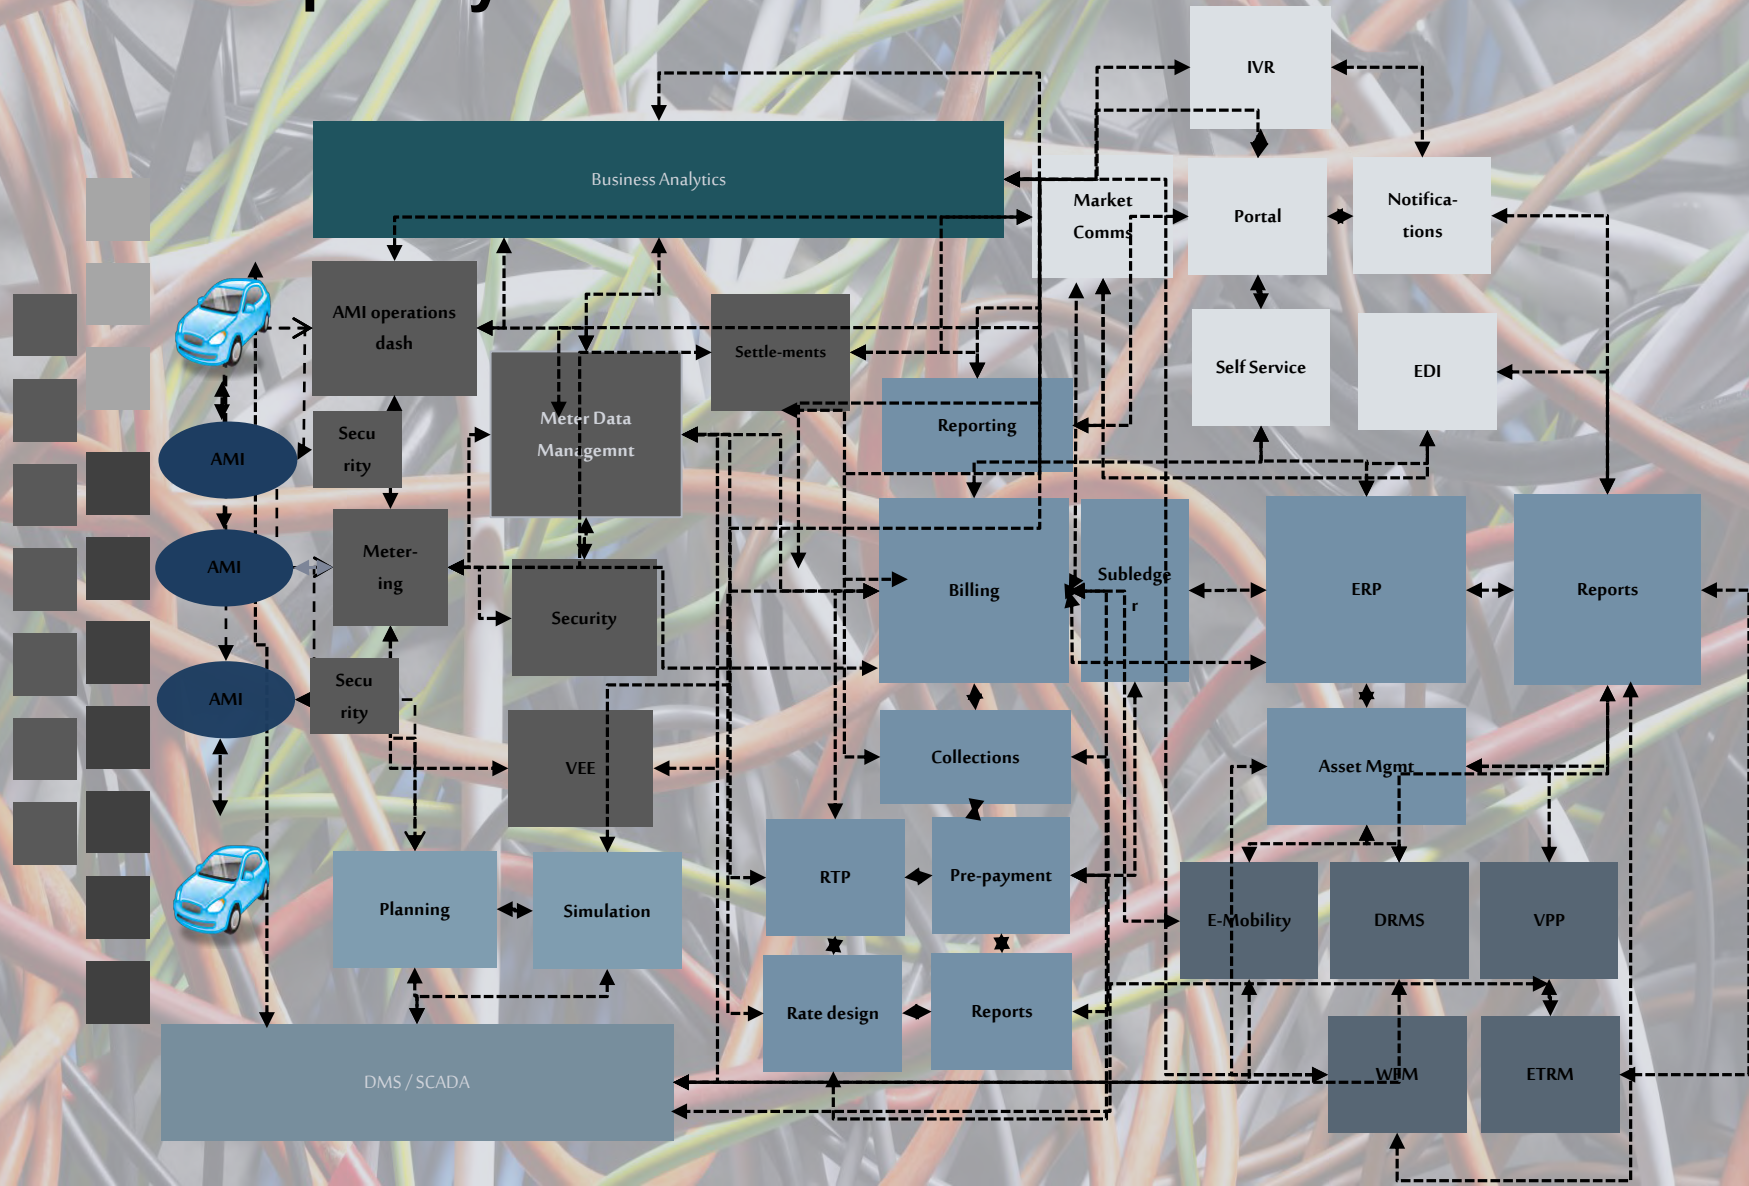 IVR
Business Analytics
Market
Comms
Portal
Notifica-
tions
AMI operations
dash
Settle-ments
Self Service
EDI
Meter Data
Managemnt
Reporting
Secu
rity
AMI
Meter-
ing
AMI
Security
Billing
Subledge
r
ERP
Reports
Secu
rity
AMI
VEE
Collections
Asset Mgmt
Planning
Simulation
RTP
Pre-payment
E-Mobility
DRMS
VPP
Rate design
Reports
DMS / SCADA
WFM
ETRM